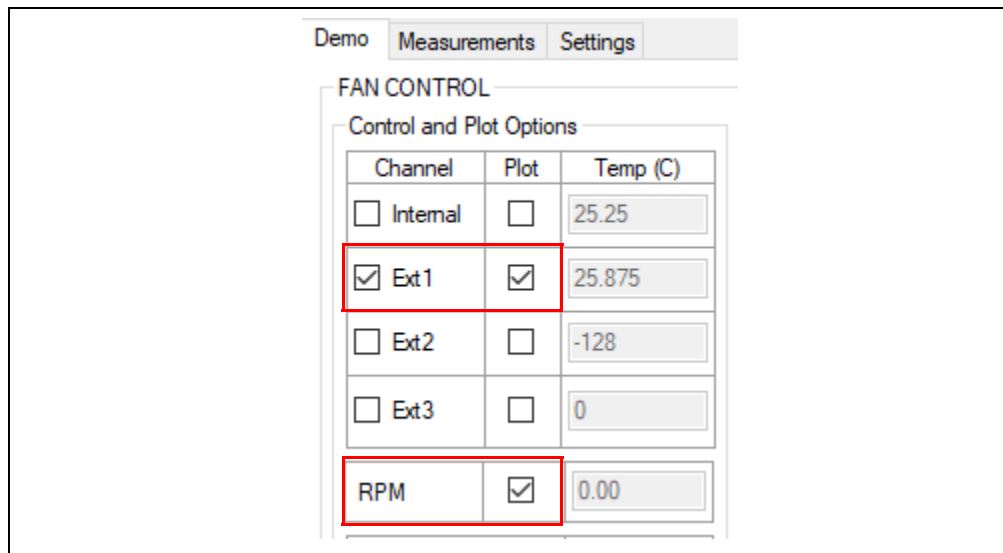 Demo Measurements Settings
FAN CONTROL
Control and Plot Options
Channel Plot Temp (C)
Internal 25.25
Ext1 25.875
Ext2 -128
Ext3 0
RPM 0.00